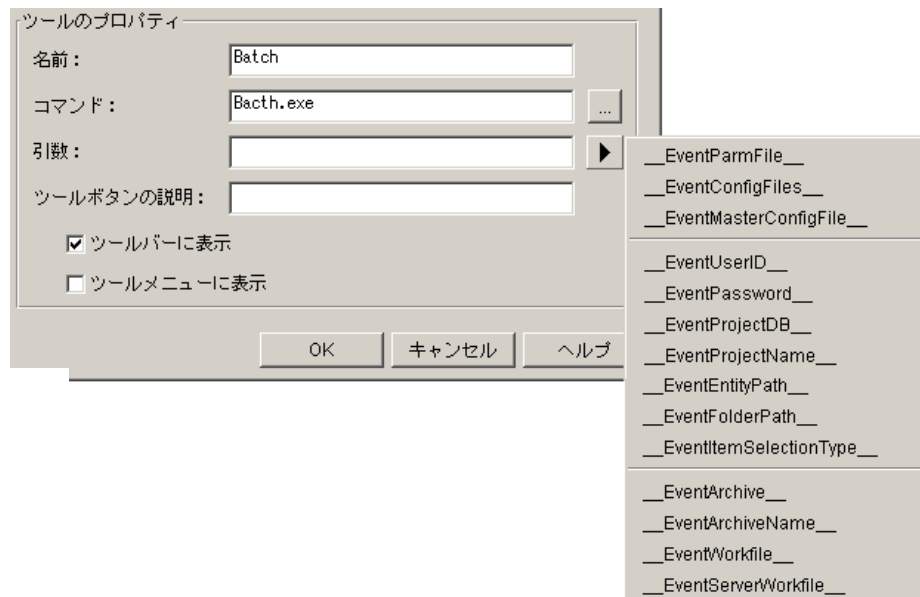 ツールのプロパティ
名前： Batch
コマンド： Bacth.exe ...
引数：
ツールボタンの説明：
ツールバーに表示
ツールメニューに表示
OK キャンセル ヘルプ
__EventParmFile__
__EventConfigFiles__
__EventMasterConfigFile__
__EventUserID__
__EventPassword__
__EventProjectDB__
__EventProjectName__
__EventEntityPath__
__EventFolderPath__
__EventItemSelectionType__
__EventArchive__
__EventArchiveName__
__EventWorkfile__
__EventServerWorkfile__